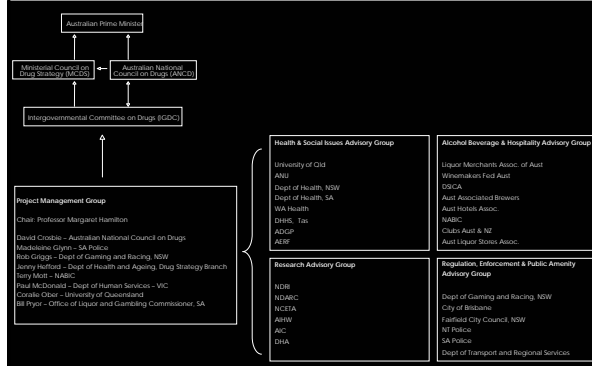 Australian Prime Minister
Ministerial Council on
Drug Strategy (MCDS)
Australian National
Council on Drugs (ANCD)
Intergovernmental Committee on Drugs (IGDC)
Project Management Group
Chair: Professor Margaret Hamilton
David Crosbie – Australian National Council on Drugs
Madeleine Glynn – SA Police
Rob Griggs – Dept of Gaming and Racing, NSW
Jenny Hefford – Dept of Health and Ageing, Drug Strategy Branch
Terry Mott – NABIC
Paul McDonald – Dept of Human Services – VIC
Coralie Ober – University of Queensland
Bill Pryor – Office of Liquor and Gambling Commissioner, SA
Health & Social Issues Advisory Group
University of Qld
ANU
Dept of Health, NSW
Dept of Health, SA
WA Health
DHHS, Tas
ADGP
AERF
Alcohol Beverage & Hospitality Advisory Group
Liquor Merchants Assoc. of Aust
Winemakers Fed Aust
DSICA
Aust Associated Brewers
Aust Hotels Assoc.
NABIC
Clubs Aust & NZ
Aust Liquor Stores Assoc.
Research Advisory Group
NDRI
NDARC
NCETA
AIHW
AIC
DHA
Regulation, Enforcement & Public Amenity
Advisory Group
Dept of Gaming and Racing, NSW
City of Brisbane
Fairfield City Council, NSW
NT Police
SA Police
Dept of Transport and Regional Services